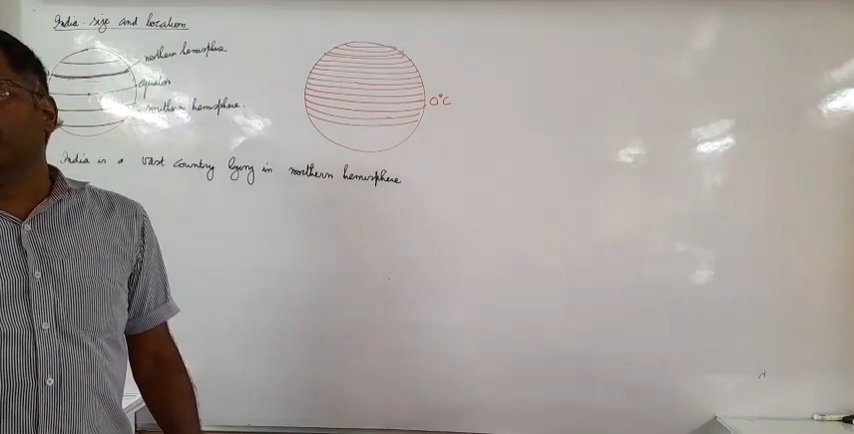 India - size and location
northern hemisphere
equator
southern hemisphere.
0°C
India is a vast country lying in northern hemisphere